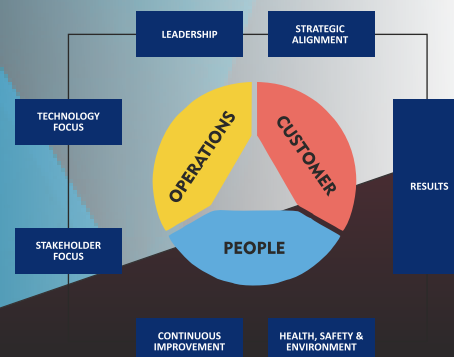 LEADERSHIP
STRATEGIC
ALIGNMENT
TECHNOLOGY
FOCUS
OPERATIONS
CUSTOMER
RESULTS
STAKEHOLDER
FOCUS
PEOPLE
CONTINUOUS
IMPROVEMENT
HEALTH, SAFETY &
ENVIRONMENT